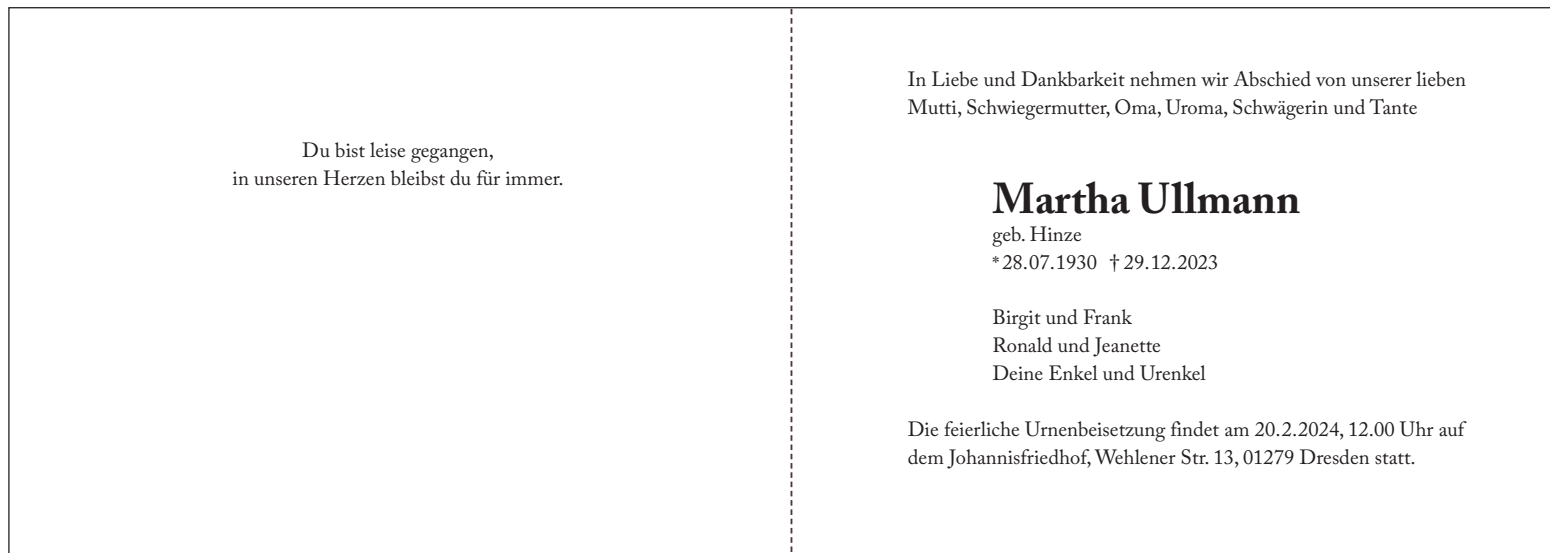 Du bist leise gegangen,
in unseren Herzen bleibst du für immer.
In Liebe und Dankbarkeit nehmen wir Abschied von unserer lieben
Mutti, Schwiegermutter, Oma, Uroma, Schwägerin und Tante
Martha Ullmann
geb. Hinze
*28.07.1930 †29.12.2023
Birgit und Frank
Ronald und Jeanette
Deine Enkel und Urenkel
Die feierliche Urnenbeisetzung findet am 20.2.2024, 12.00 Uhr auf
dem Johannisfriedhof, Wehlener Str. 13, 01279 Dresden statt.